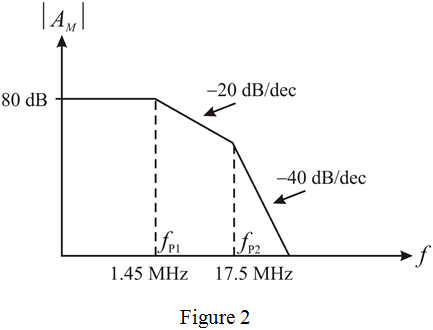 |A_M|
80 dB
−20 dB/dec
−40 dB/dec
f_P1
f_P2
f
1.45 MHz 17.5 MHz
Figure 2